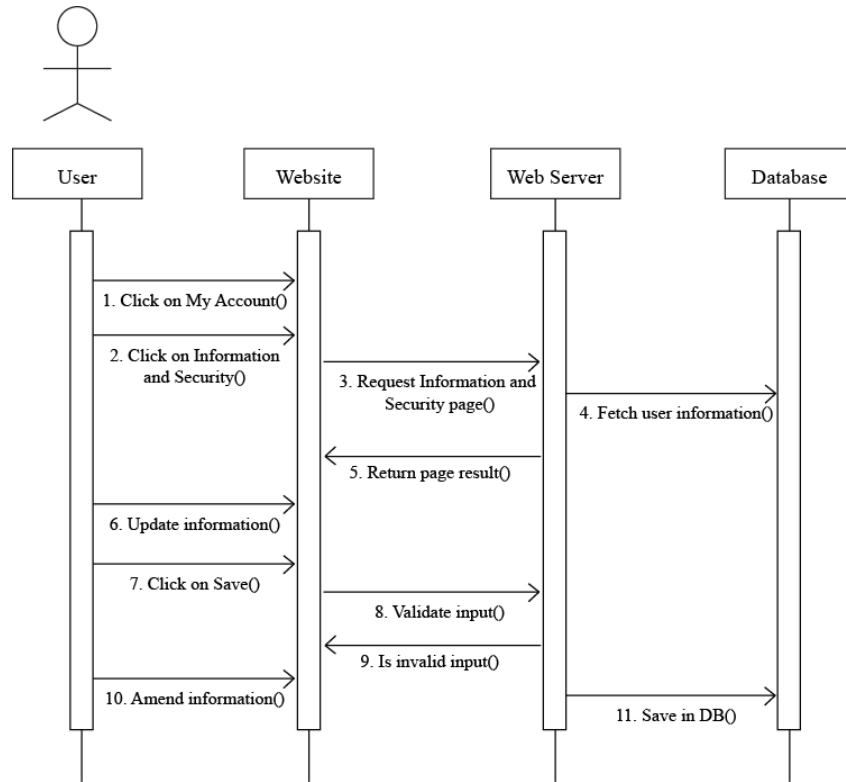 User
Website
Web Server
Database
1. Click on My Account()
2. Click on Information
and Security()
3. Request Information and
Security page()
4. Fetch user information()
5. Return page result()
6. Update information()
7. Click on Save()
8. Validate input()
9. Is invalid input()
10. Amend information()
11. Save in DB()